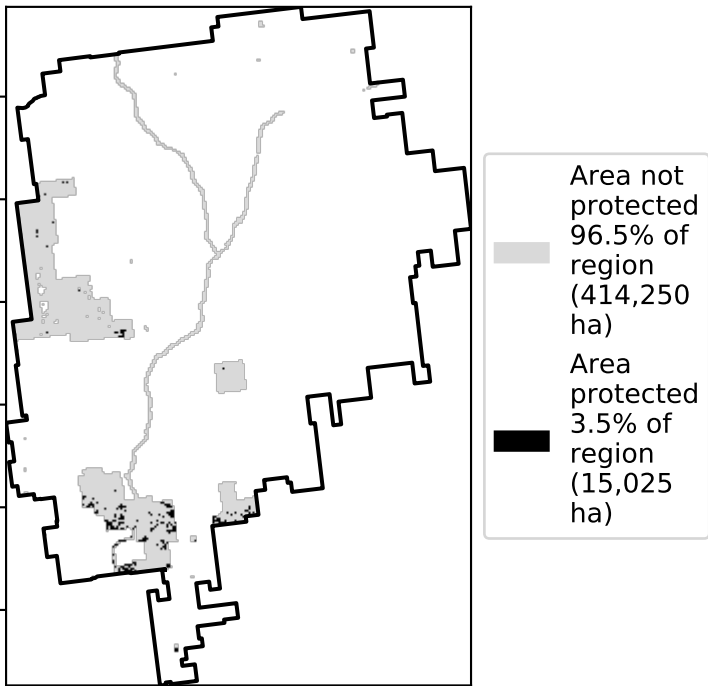 Area not
protected
96.5% of
region
(414,250
ha)
Area
protected
3.5% of
region
(15,025
ha)